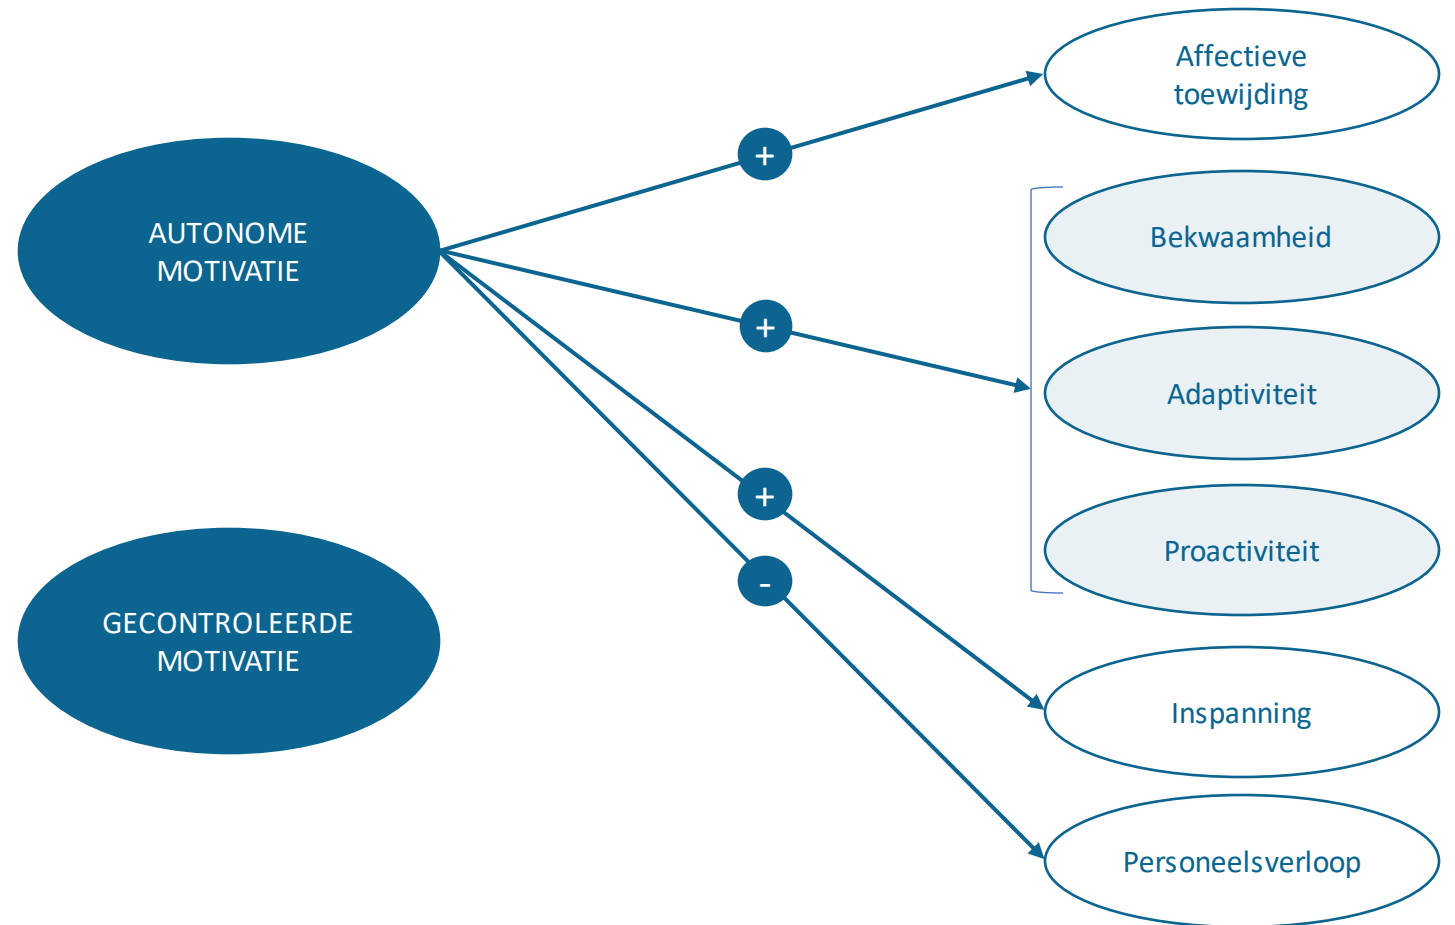 Affectieve
toewijding
+
AUTONOME
MOTIVATIE
Bekwaamheid
+
Adaptiviteit
+
Proactiviteit
-
GECONTROLEERDE
MOTIVATIE
Inspanning
Personeelsverloop